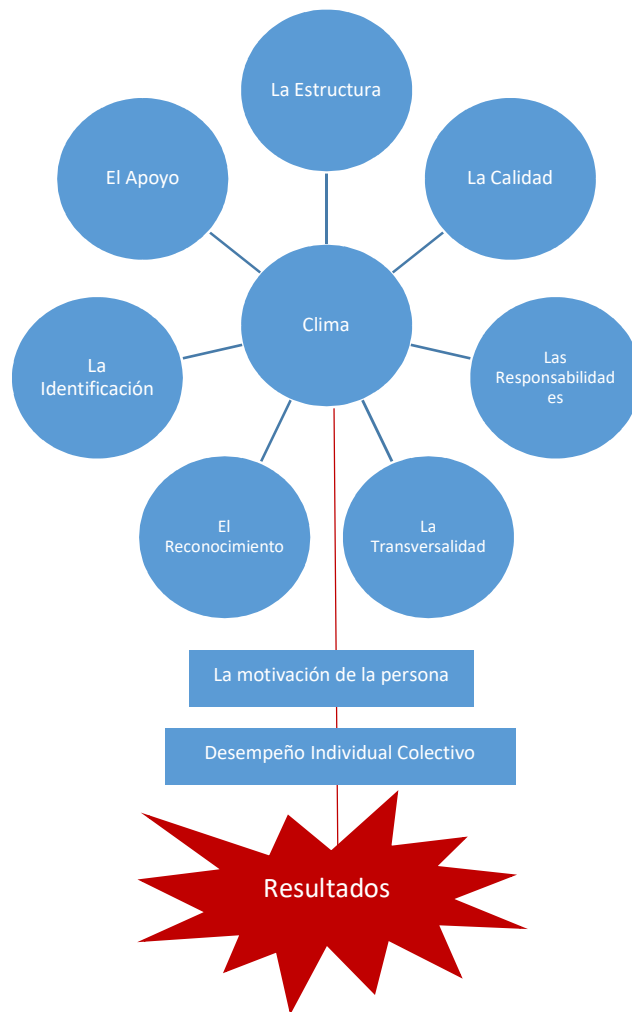 La Estructura
El Apoyo
La Calidad
Clima
La
Identificación
Las
Responsabilidad
es
El
Reconocimiento
La
Transversalidad
La motivación de la persona
Desempeño Individual Colectivo
Resultados